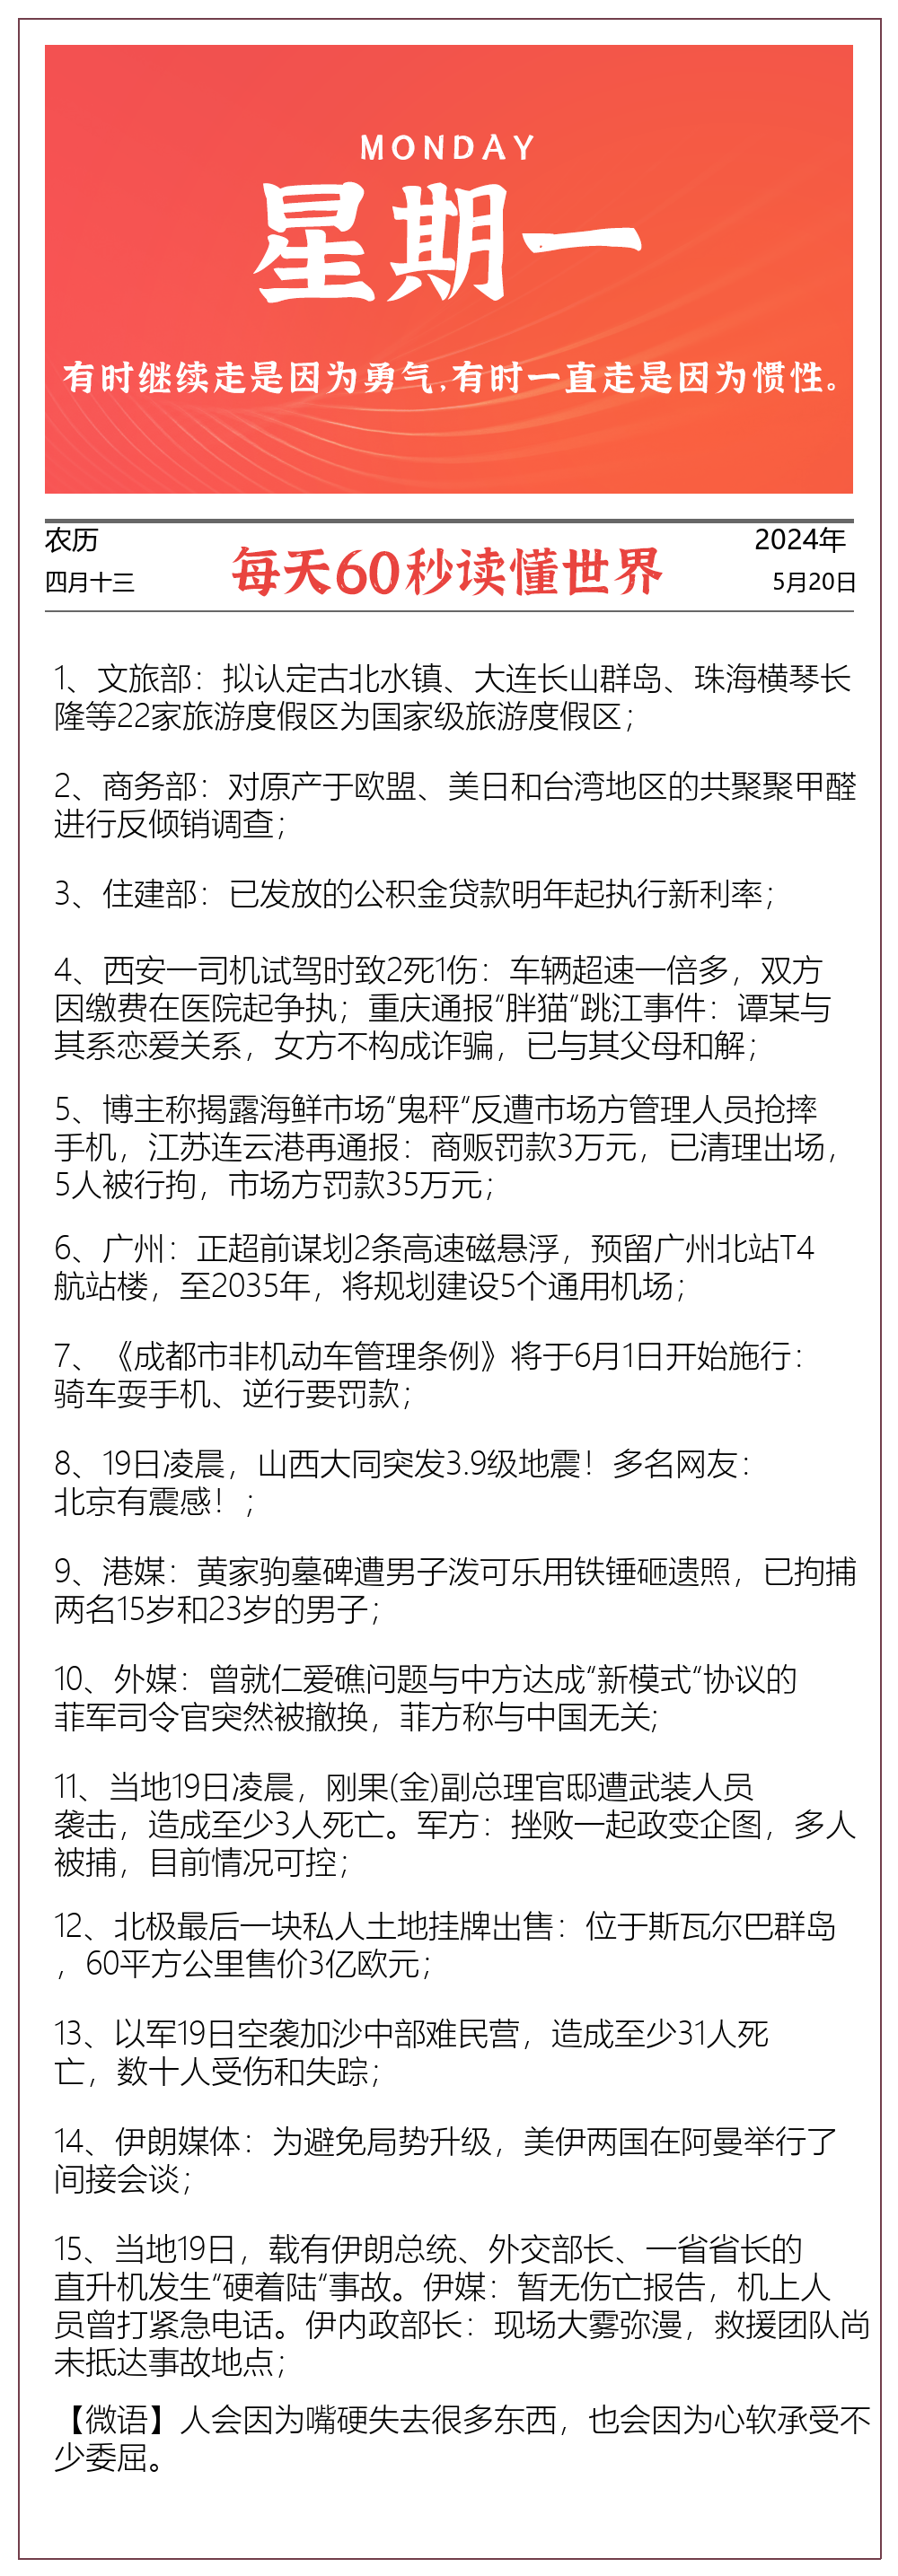 MONDAY
星期一
有时继续走是因为勇气,有时一直走是因为惯性。
农历
2024年
每天60秒读懂世界
四月十三
5月20日
1、文旅部：拟认定古北水镇、大连长山群岛、珠海横琴长
隆等22家旅游度假区为国家级旅游度假区；
2、商务部：对原产于欧盟、美日和台湾地区的共聚聚甲醛
进行反倾销调查；
3、住建部：已发放的公积金贷款明年起执行新利率；
4、西安一司机试驾时致2死1伤：车辆超速一倍多，双方
因缴费在医院起争执；重庆通报“胖猫“跳江事件：谭某与
其系恋爱关系，女方不构成诈骗，已与其父母和解；
5、博主称揭露海鲜市场“鬼秤“反遭市场方管理人员抢摔
手机，江苏连云港再通报：商贩罚款3万元，已清理出场，
5人被行拘，市场方罚款35万元；
6、广州：正超前谋划2条高速磁悬浮，预留广州北站T4
航站楼，至2035年，将规划建设5个通用机场；
7、《成都市非机动车管理条例》将于6月1日开始施行：
骑车耍手机、逆行要罚款；
8、19日凌晨，山西大同突发3.9级地震！多名网友：
北京有震感！；
9、港媒：黄家驹墓碑遭男子泼可乐用铁锤砸遗照，已拘捕
两名15岁和23岁的男子；
10、外媒：曾就仁爱礁问题与中方达成“新模式“协议的
菲军司令官突然被撤换，菲方称与中国无关;
11、当地19日凌晨，刚果(金)副总理官邸遭武装人员
袭击，造成至少3人死亡。军方：挫败一起政变企图，多人
被捕，目前情况可控；
12、北极最后一块私人土地挂牌出售：位于斯瓦尔巴群岛
，60平方公里售价3亿欧元；
13、以军19日空袭加沙中部难民营，造成至少31人死
亡，数十人受伤和失踪；
14、伊朗媒体：为避免局势升级，美伊两国在阿曼举行了
间接会谈；
15、当地19日，载有伊朗总统、外交部长、一省省长的
直升机发生“硬着陆“事故。伊媒：暂无伤亡报告，机上人
员曾打紧急电话。伊内政部长：现场大雾弥漫，救援团队尚
未抵达事故地点；
【微语】人会因为嘴硬失去很多东西，也会因为心软承受不
少委屈。